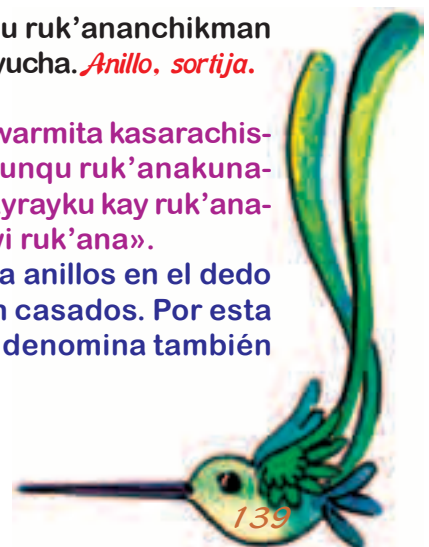 u ruk’ananchikman
yucha. Anillo, sortija.
warmita kasarachis-
unqu ruk’anakuna-
yrayku kay ruk’ana-
vi ruk’ana».
a anillos en el dedo
n casados. Por esta
denomina también
139